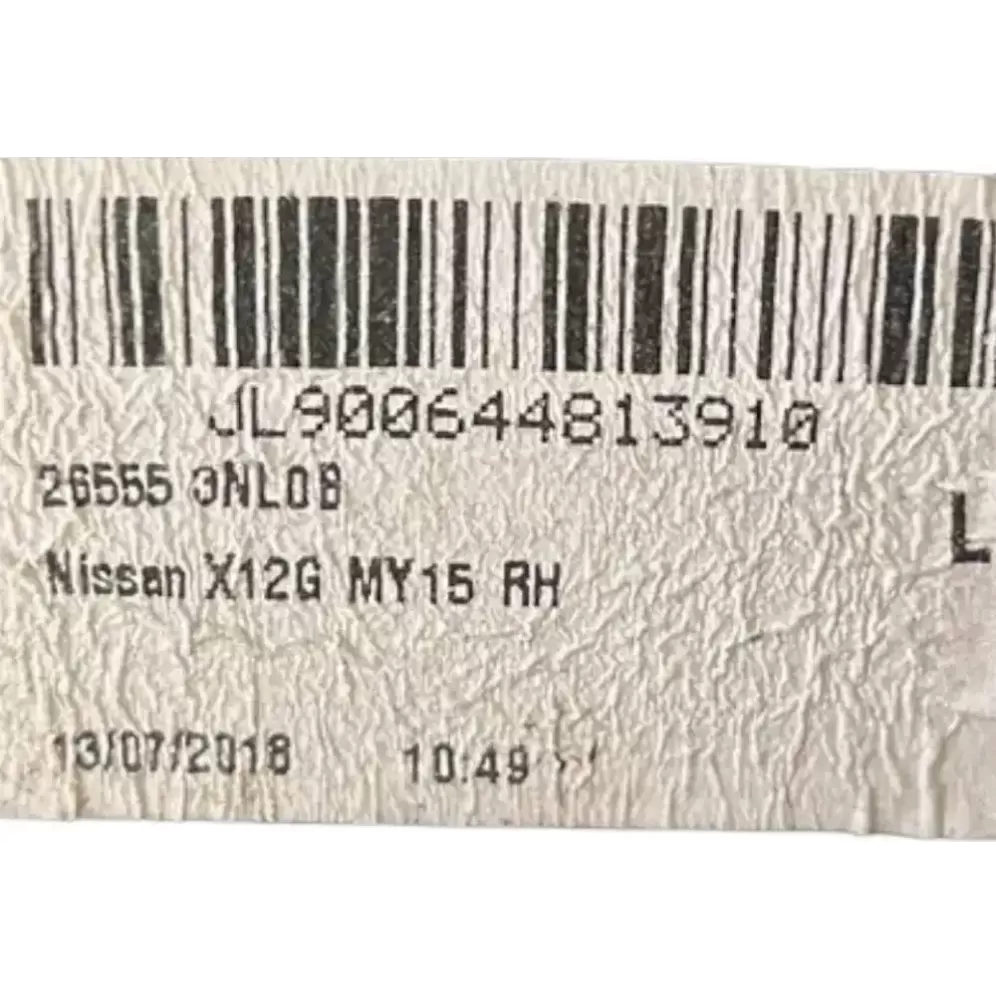 JL900644813910
26555 3NL0B
L
Nissan X12G MY15 RH
13/07/2018 10:49